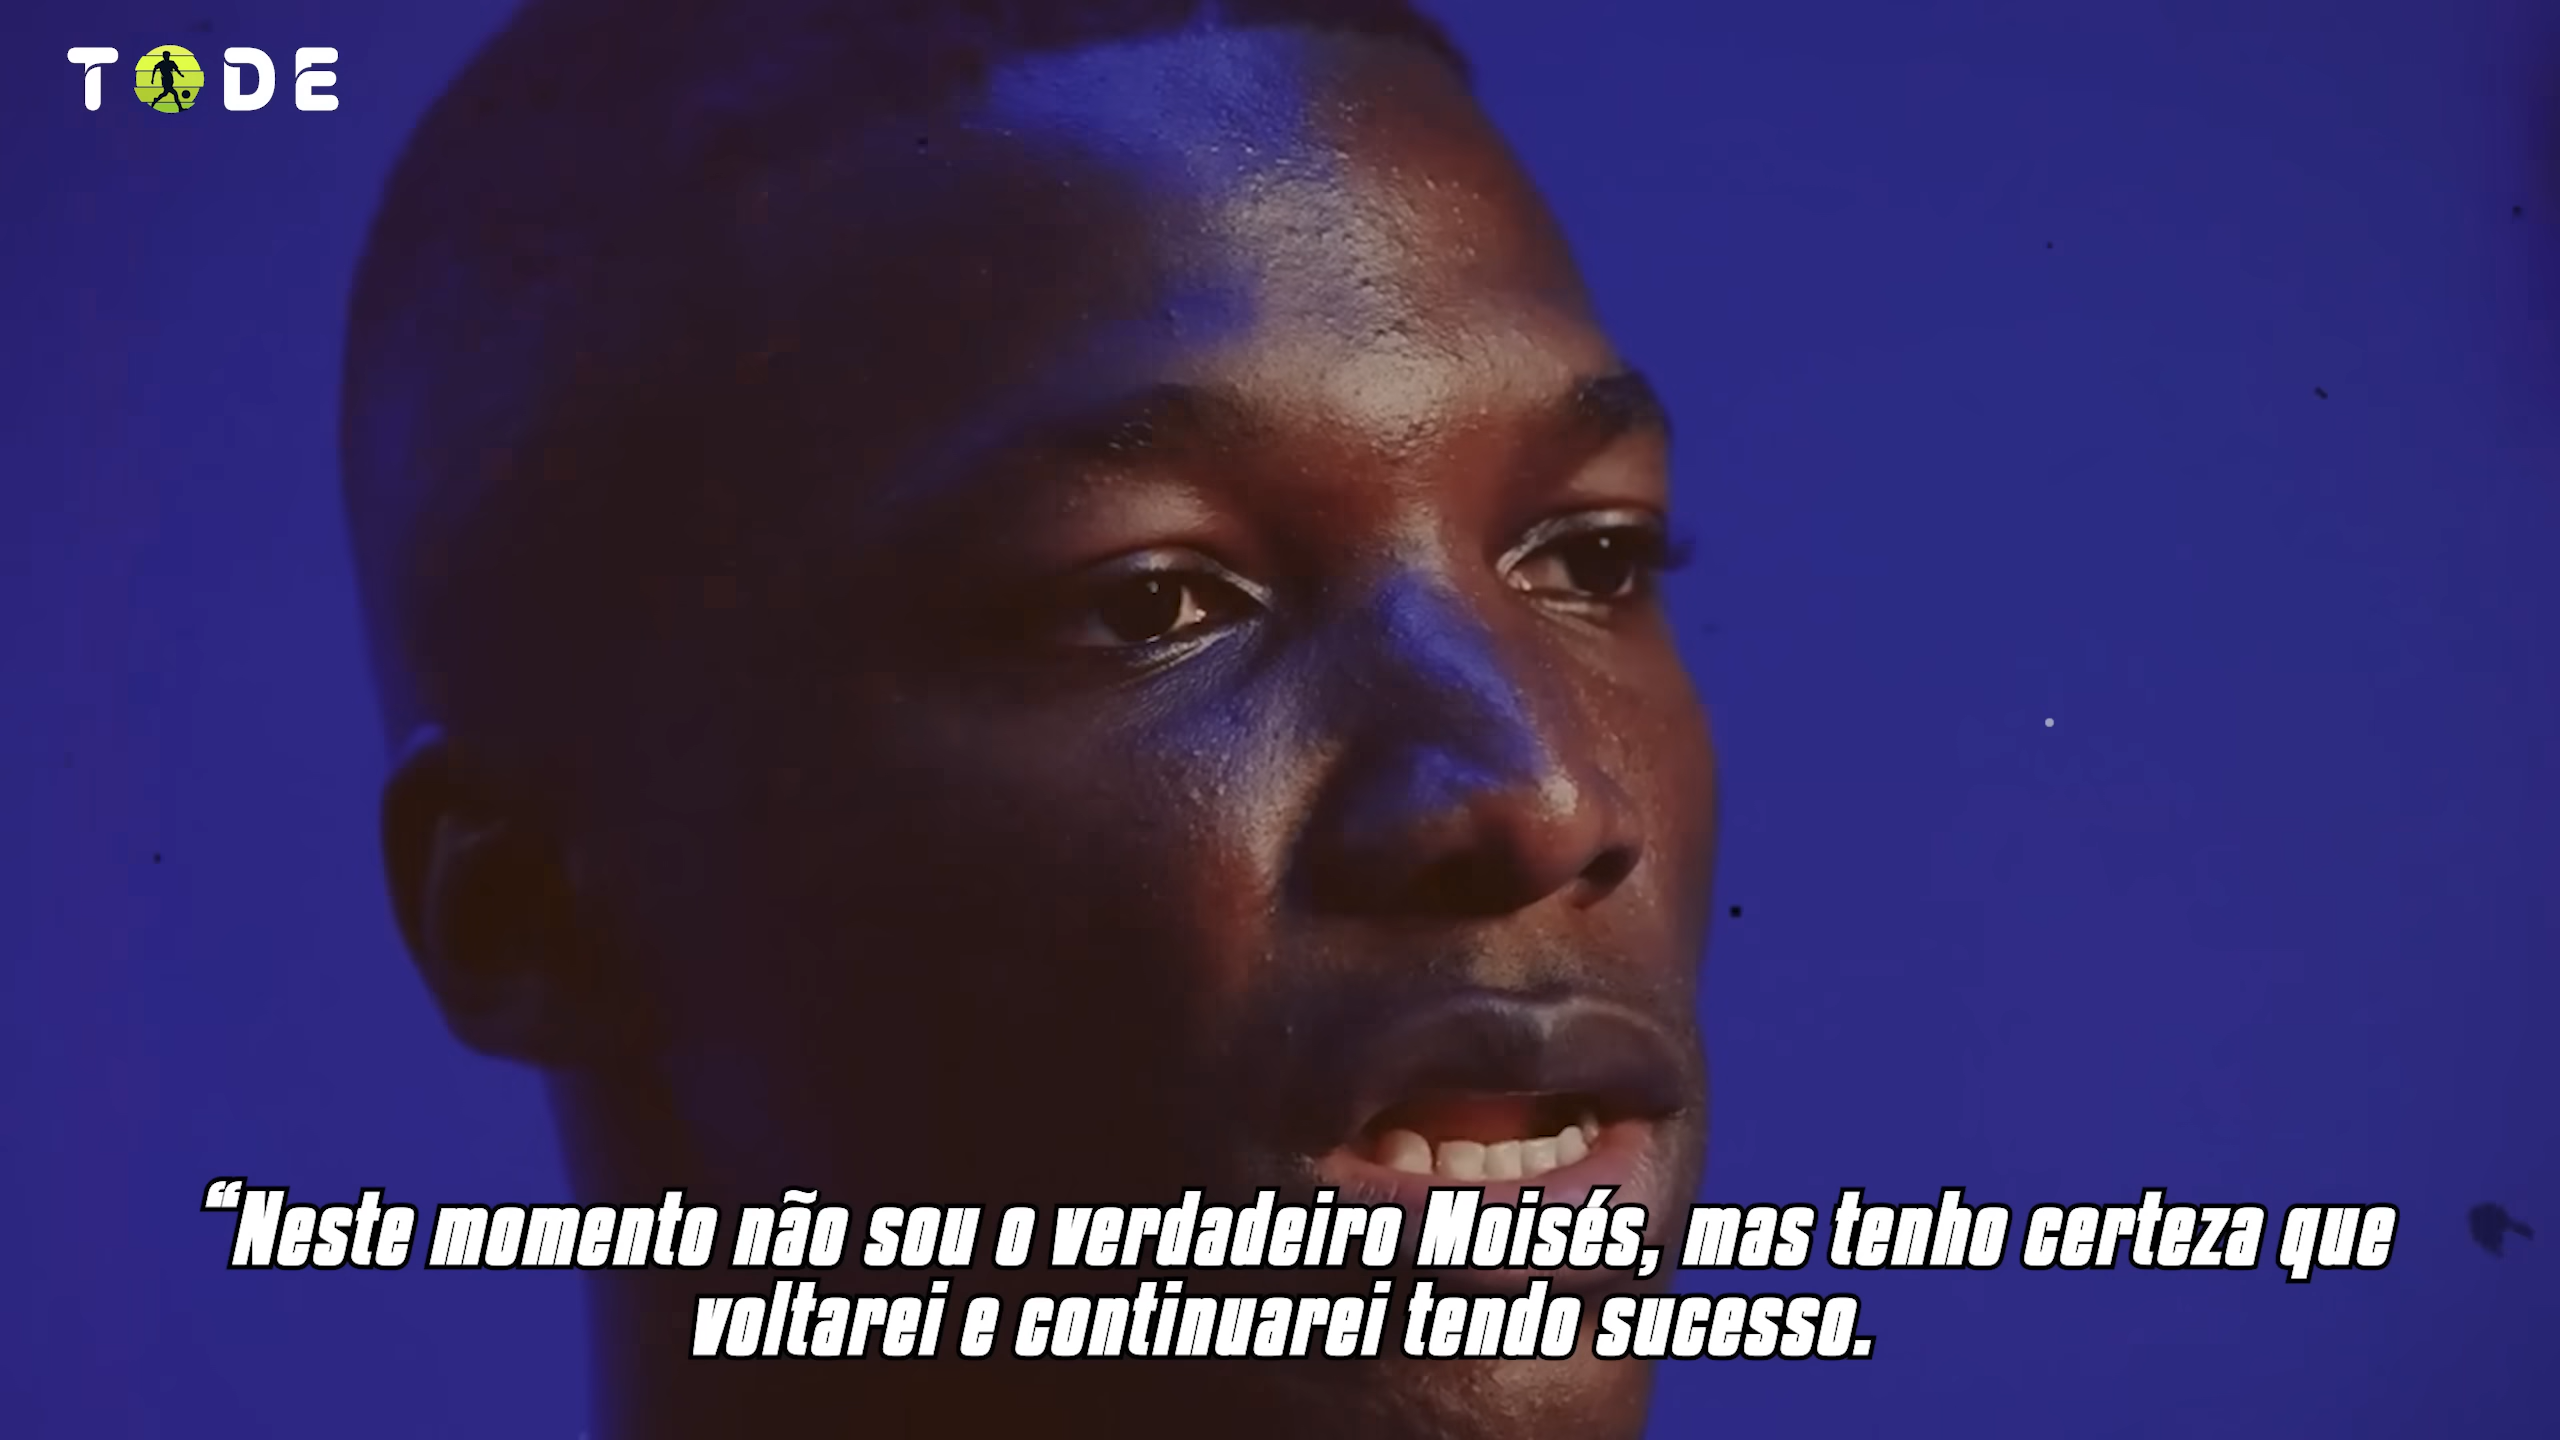 TODE
“Neste momento não sou o verdadeiro Moisés, mas tenho certeza que
voltarei e continuarei tendo sucesso.